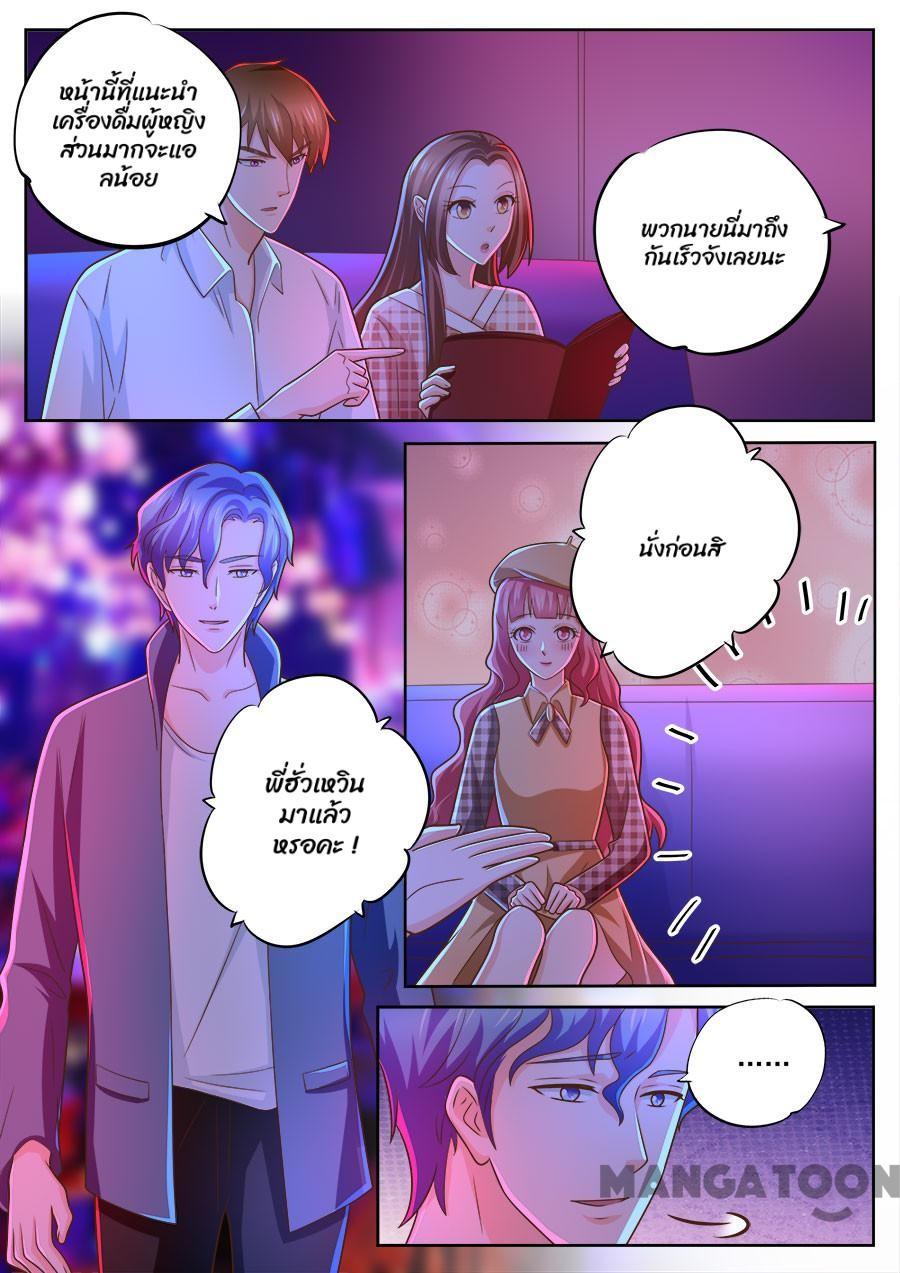 หน้านี้ที่แนะนำ
เครื่องดื่มผู้หญิง
ส่วนมากจะแอ
ลน้อย
พวกนายนี่มาถึง
กันเร็วจังเลยนะ
นั่งก่อนสิ
พี่ฮั่วเหวิน
มาแล้ว
หรอคะ !
......
MANGATOON